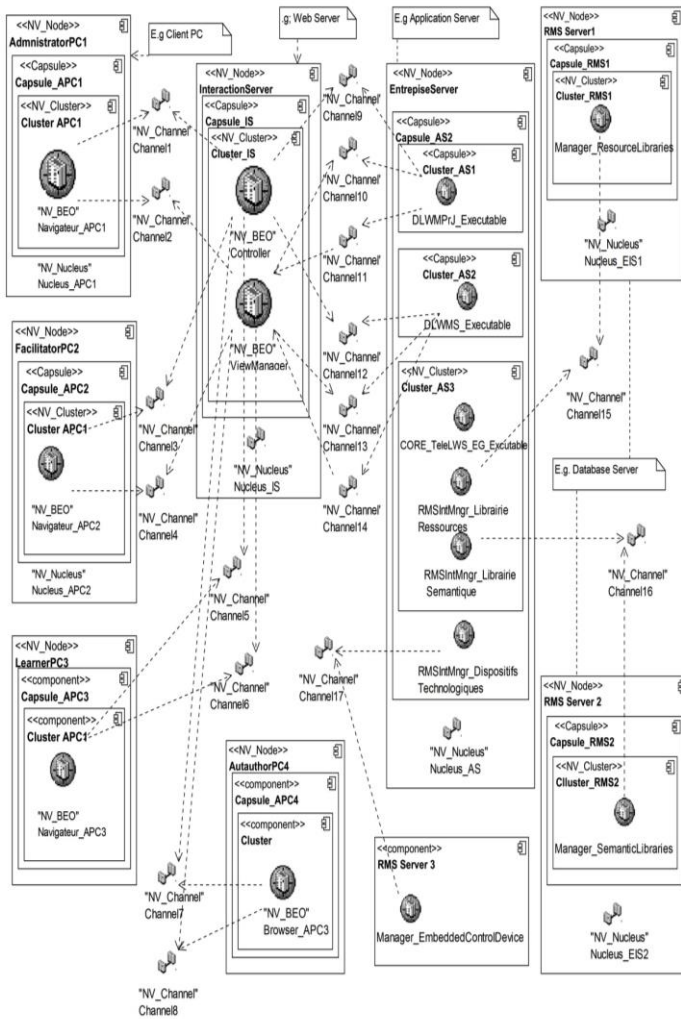 <<NV_Node>>
AdmnistratorPC1
<<Capsule>>
Capsule_APC1
<<NV_Cluster>>
Cluster APC1
"NV_BEO"
Navigateur_APC1
"NV_Nucleus"
Nucleus_APC1
E.g Client PC
"NV_Channel"
Channel1
"NV_Channel"
Channel2
<<NV_Node>>
FacilitatorPC2
<<Capsule>>
Capsule_APC2
<<NV_Cluster>>
Cluster APC1
"NV_BEO"
Navigateur_APC2
"NV_Nucleus"
Nucleus_APC2
"NV_Channel"
Channel3
"NV_Channel"
Channel4
<<NV_Node>>
LearnerPC3
<<component>>
Capsule_APC3
<<component>>
Cluster APC1
"NV_BEO"
Navigateur_APC3
"NV_Channel"
Channel5
"NV_Channel"
Channel6
"NV_Channel"
Channel7
"NV_Channel"
Channel8
.g; Web Server
<<NV_Node>>
InteractionServer
<<Capsule>>
Capsule_IS
<<NV_Cluster>>
Cluster_IS
"NV_BEO"
Controller
"NV_BEO"
ViewManager
"NV_Nucleus"
Nucleus_IS
<<NV_Node>>
AutauthorPC4
<<component>>
Capsule_APC4
<<component>>
Cluster
"NV_BEO"
Browser_APC3
"NV_Channel'
Channel9
"NV_Channel'
Channel 10
"NV_Channel'
Channel 11
"NV_Channel'
Channel12
"NV_Channel'
Channel13
"NV_Channel"
Channel14
"NV_Channel"
Channel17
E.g Application Server
<<NV_Node>>
EntrepiseServer
<<Capsule>>
Capsule_AS2
<<Capsule>>
Cluster_AS1
DLWMPrJ_Executable
<<Capsule>>
Cluster_AS2
DLWMS_Executable
<<NV_Cluster>>
Cluster_AS3
CORE_TeleLWS_EG_Excutable
RMSIntMngr_Librairie
Ressources
RMSIntMngr_Librairie
Semantique
RMSIntMngr_Dispositifs
Technologiques
"NV_Nucleus"
Nucleus_AS
<<component>>
RMS Server 3
Manager_EmbeddedControlDevice
<<NV_Node>>
RMS Server1
<<Capsule>>
Capsule_RMS1
<<NV_Cluster>>
Cluster_RMS1
Manager_ResourceLibraries
"NV_Nucleus"
Nucleus_EIS1
"NV_Channel"
Channel15
E.g. Database Server
"NV_Channel"
Channel16
<<NV_Node>>
RMS Server 2
<<Capsule>>
Capsule_RMS2
<<NV_Cluster>>
Clluster_RMS2
Manager_SemanticLibraries
"NV_Nucleus"
Nucleus_EIS2